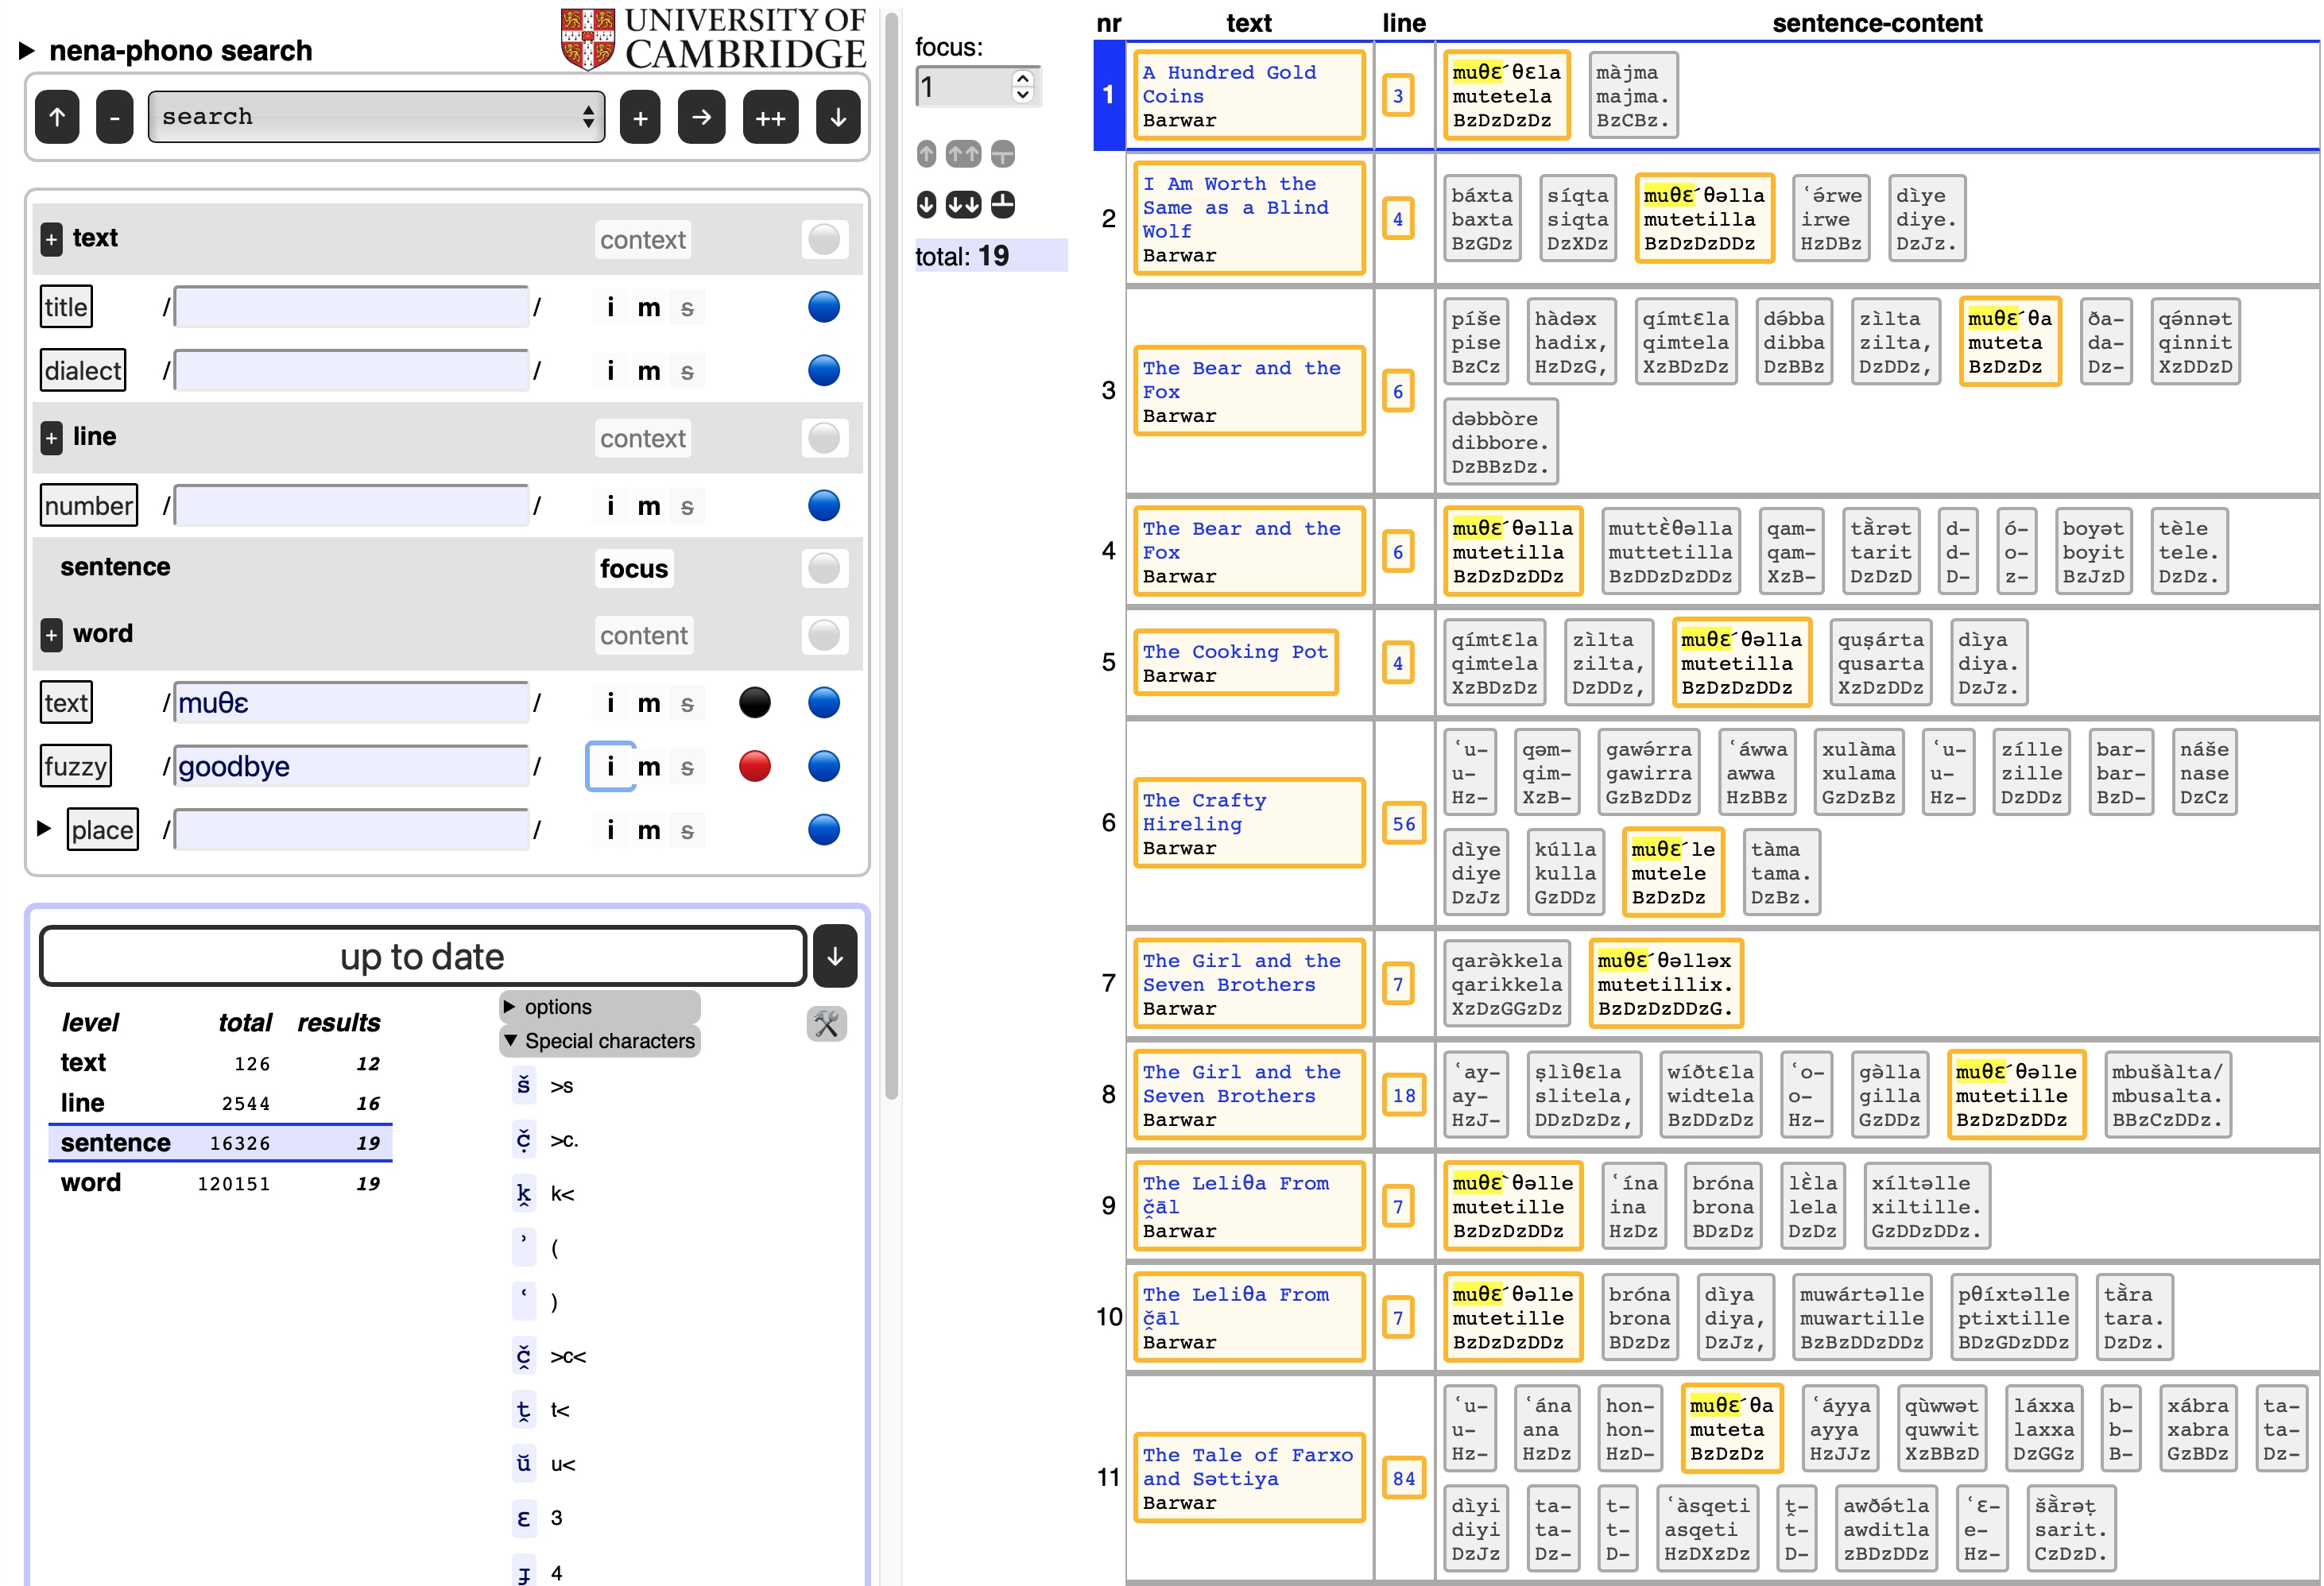 UNIVERSITY OF
CAMBRIDGE
▶ nena-phono search
↑ - search + → ++ ↓
+ text context
title / / i m s
dialect / / i m s
+ line context
number / / i m s
sentence focus
+ word content
text /muθɛ / i m s
fuzzy /goodbye / i m s
▶ place / / i m s
up to date ↓
level total results
text 126 12
line 2544 16
sentence 16326 19
word 120151 19
▶ options
▼ Special characters
š >s
č̣ >c.
ḵ k<
ʾ (
ʿ )
č̭ >c<
ṱ t<
ŭ u<
ɛ 3
ɟ 4
focus:
1
↑ ↑↑
↓ ↓↓
total: 19
nr text line sentence-content
1
A Hundred Gold
Coins
Barwar
3
muθɛ́θɛla màjma
mutetela majma.
BzDzDzDz BzCBz.
2
I Am Worth the
Same as a Blind
Wolf
Barwar
4
báxta síqta muθɛ́θəlla ʿə́rwe dìye
baxta siqta mutetilla irwe diye.
BzGDz DzXDz BzDzDzDDz HzDBz DzJz.
3
The Bear and the
Fox
Barwar
6
píše hàdəx qímtɛla də́bba zìlta muθɛ́θa ða- qə́nnət
pise hadix, qimtela dibba zilta, muteta da- qinnit
BzCz HzDzG, XzBDzDz DzBBz DzDDz, BzDzDz Dz- XzDDzD
dəbbòre
dibbore.
DzBBzDz.
4
The Bear and the
Fox
Barwar
6
muθɛ́θəlla muttɛ̀θəlla qam- tằrət d- ó- boyət tèle
mutetilla muttetilla qam- tarit d- o- boyit tele.
BzDzDzDDz BzDDzDzDDz XzB- DzDzD D- z- BzJzD DzDz.
5
The Cooking Pot
Barwar
4
qímtɛla zìlta muθɛ́θəlla quṣárta dìya
qimtela zilta, mutetilla qusarta diya.
XzBDzDz DzDDz, BzDzDzDDz XzDzDDz DzJz.
6
The Crafty
Hireling
Barwar
56
ʿu- qəm- gawə́rra ʿáwwa xulàma ʿu- zílle bar- náše
u- qim- gawirra awwa xulama u- zille bar- nase
Hz- XzB- GzBzDDz HzBBz GzDzBz Hz- DzDDz BzD- DzCz
dìye kúlla muθɛ́le tàma
diye kulla mutele tama.
DzJz GzDDz BzDzDz DzBz.
7
The Girl and the
Seven Brothers
Barwar
7
qarə̀kkela muθɛ́θəlləx
qarikkela mutetillix.
XzDzGGzDz BzDzDzDDzG.
8
The Girl and the
Seven Brothers
Barwar
18
ʿay- ṣlìθɛla wíðtɛla ʿo- gə̀lla muθɛ́θəlle mbušàlta/
ay- slitela, widtela o- gilla mutetille mbusalta.
HzJ- DDzDzDz, BzDDzDz Hz- GzDDz BzDzDzDDz BBzCzDDz.
9
The Leliθa From
č̭āl
Barwar
7
muθɛ̀θəlle ʿína bróna lɛ̀la xíltəlle
mutetille ina brona lela xiltille.
BzDzDzDDz HzDz BDzDz DzDz GzDDzDDz.
10
The Leliθa From
č̭āl
Barwar
7
muθɛ́θəlle bróna dìya muwártəlle pθíxtəlle tằra
mutetille brona diya, muwartille ptixtille tara.
BzDzDzDDz BDzDz DzJz, BzBzDDzDDz BDzGDzDDz DzDz.
11
The Tale of Farxo
and Səttiya
Barwar
84
ʿu- ʿána hon- muθɛ́θa ʿáyya qùwwət láxxa b- xábra ta-
u- ana hon- muteta ayya quwwit laxxa b- xabra ta-
Hz- HzDz HzD- BzDzDz HzJJz XzBBzD DzGGz B- GzBDz Dz-
dìyi ta- t- ʿàsqeti ṱ- awðə́tla ʿɛ- šằrəṭ
diyi ta- t- asqeti t- awditla e- sarit.
DzJz Dz- D- HzDXzDz D- zBDzDDz Hz- CzDzD.